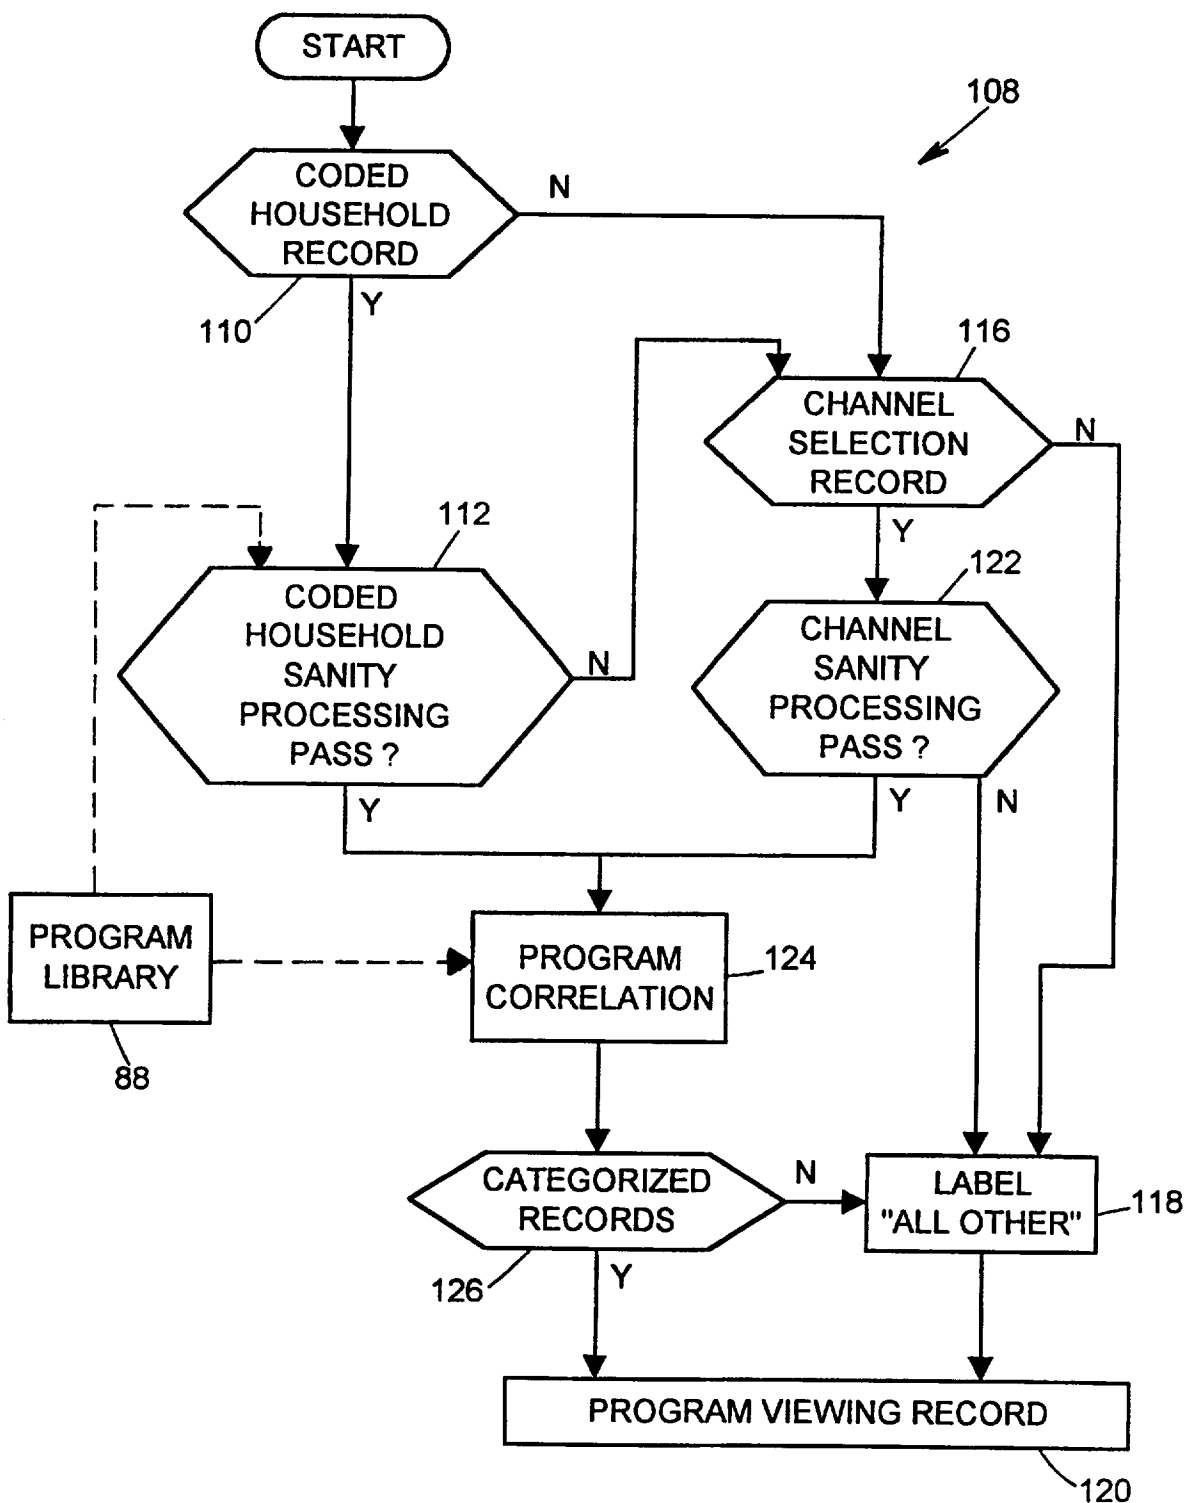 START
108
CODED
HOUSEHOLD
RECORD
N
110
Y
116
CHANNEL
SELECTION
RECORD
N
Y
112
CODED
HOUSEHOLD
SANITY
PROCESSING
PASS ?
N
Y
122
CHANNEL
SANITY
PROCESSING
PASS ?
Y
N
PROGRAM
LIBRARY
88
PROGRAM
CORRELATION
124
CATEGORIZED
RECORDS
N
126
Y
LABEL
"ALL OTHER"
118
PROGRAM VIEWING RECORD
120